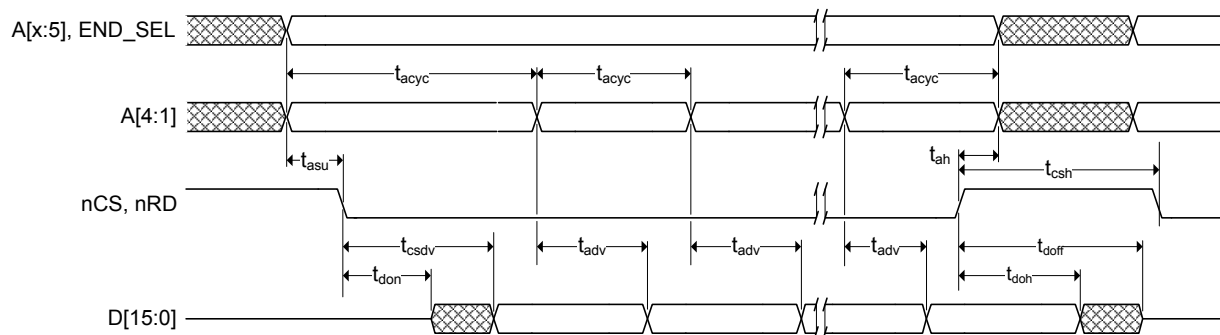 A[x:5], END_SEL
tacyc tacyc tacyc
A[4:1]
tasu tah tcsh
nCS, nRD
tcsdv tadv tadv tadv tdoff
tdon tdoh
D[15:0]